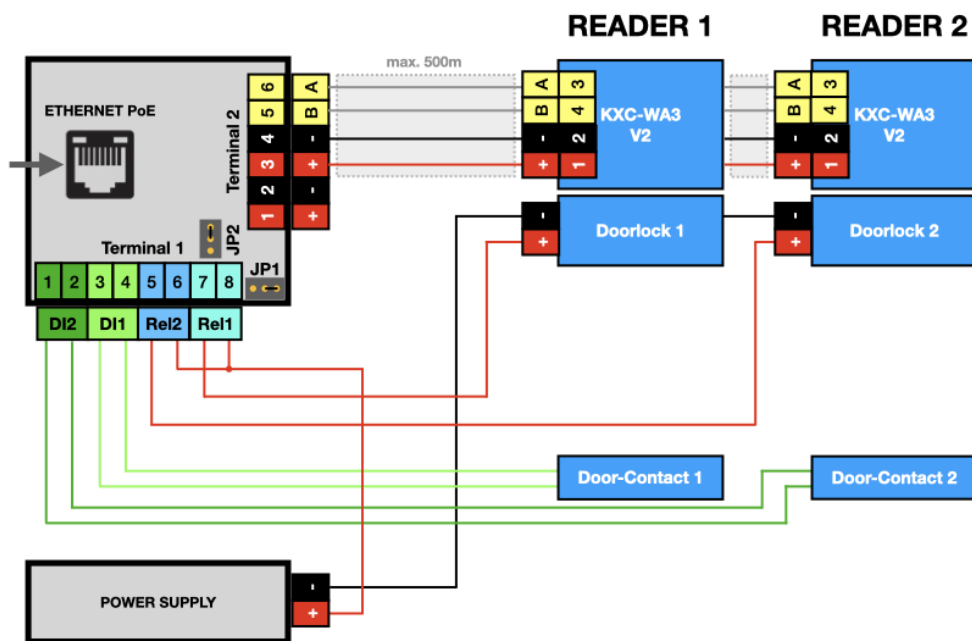 READER 1
READER 2
max. 500m
ETHERNET PoE
Terminal 2
6 A
5 B
4 -
3 +
2 -
1 +
A 3
B 4
- 2
+ 1
KXC-WA3
V2
A 3
B 4
- 2
+ 1
KXC-WA3
V2
JP2
Terminal 1
JP1
1 2 3 4 5 6 7 8
DI2 DI1 Rel2 Rel1
-
+
Doorlock 1
-
+
Doorlock 2
Door-Contact 1
Door-Contact 2
POWER SUPPLY
-
+